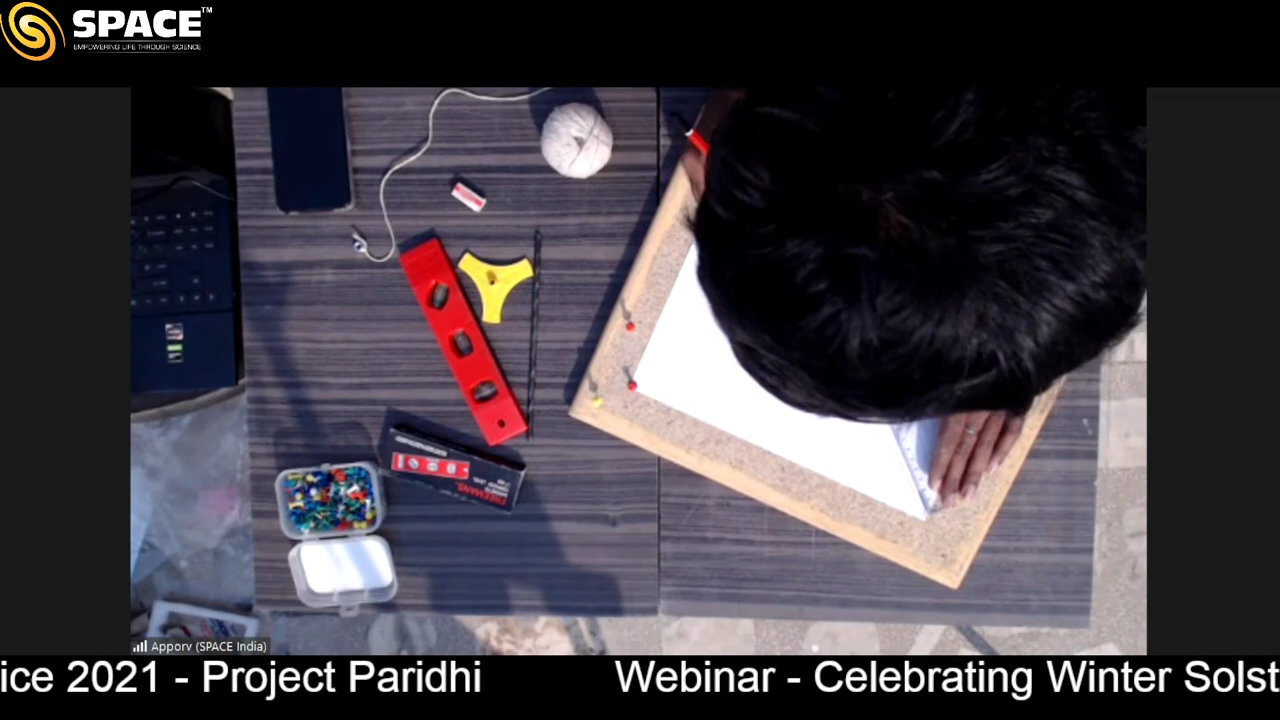 SPACE™
EMPOWERING LIFE THROUGH SCIENCE
Apporv (SPACE India)
ice 2021 - Project Paridhi Webinar - Celebrating Winter Solst